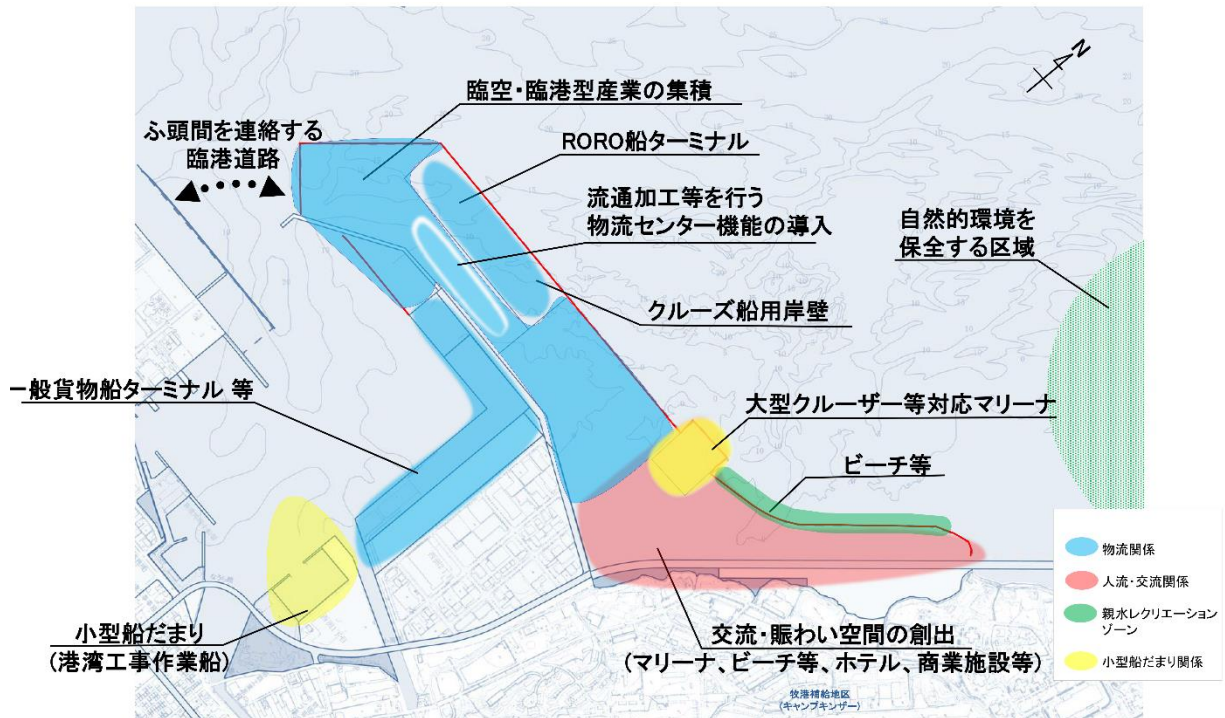 臨空・臨港型産業の集積
ふ頭間を連絡する
臨港道路
RORO船ターミナル
流通加工等を行う
物流センター機能の導入
自然的環境を
保全する区域
クルーズ船用岸壁
一般貨物船ターミナル 等
大型クルーザー等対応マリーナ
ビーチ等
物流関係
人流・交流関係
親水レクリエーション
ゾーン
小型船だまり関係
小型船だまり
(港湾工事作業船)
交流・賑わい空間の創出
(マリーナ、ビーチ等、ホテル、商業施設等)
牧港補給地区
(キャンプキンザー)
N